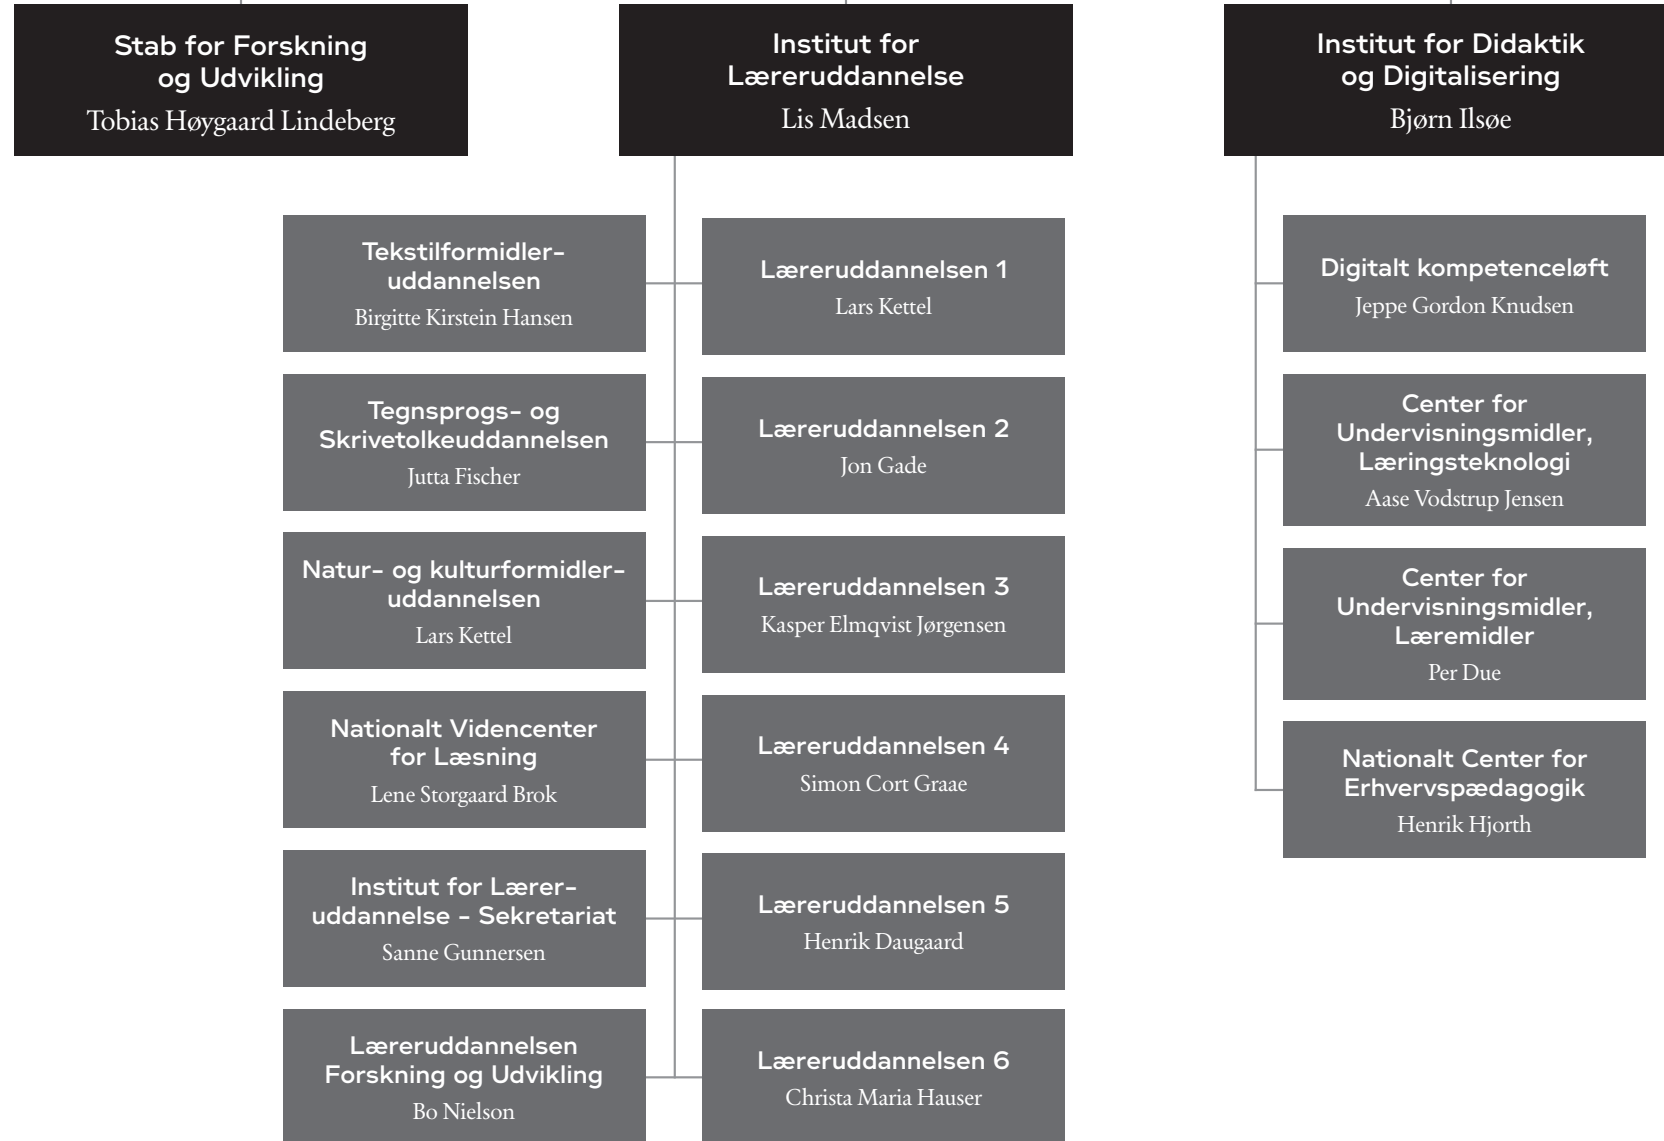 Stab for Forskning
og Udvikling
Tobias Høygaard Lindeberg
Institut for
Læreruddannelse
Lis Madsen
Institut for Didaktik
og Digitalisering
Bjørn Ilsøe
Tekstilformidler-
uddannelsen
Birgitte Kirstein Hansen
Tegnsprogs- og
Skrivetolkeuddannelsen
Jutta Fischer
Natur- og kulturformidler-
uddannelsen
Lars Kettel
Nationalt Videncenter
for Læsning
Lene Storgaard Brok
Institut for Lærer-
uddannelse - Sekretariat
Sanne Gunnersen
Læreruddannelsen
Forskning og Udvikling
Bo Nielson
Læreruddannelsen 1
Lars Kettel
Læreruddannelsen 2
Jon Gade
Læreruddannelsen 3
Kasper Elmqvist Jørgensen
Læreruddannelsen 4
Simon Cort Graae
Læreruddannelsen 5
Henrik Daugaard
Læreruddannelsen 6
Christa Maria Hauser
Digitalt kompetenceløft
Jeppe Gordon Knudsen
Center for
Undervisningsmidler,
Læringsteknologi
Aase Vodstrup Jensen
Center for
Undervisningsmidler,
Læremidler
Per Due
Nationalt Center for
Erhvervspædagogik
Henrik Hjorth